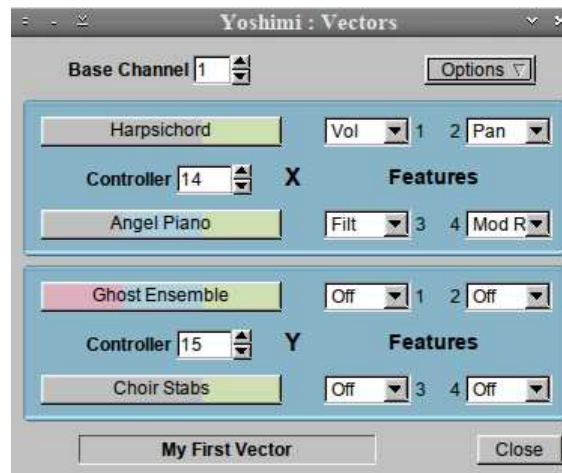 Yoshimi : Vectors
Base Channel 1 Options
Harpsichord Vol 1 2 Pan
Controller 14 X Features
Angel Piano Filt 3 4 Mod R
Ghost Ensemble Off 1 2 Off
Controller 15 Y Features
Choir Stabs Off 3 4 Off
My First Vector Close